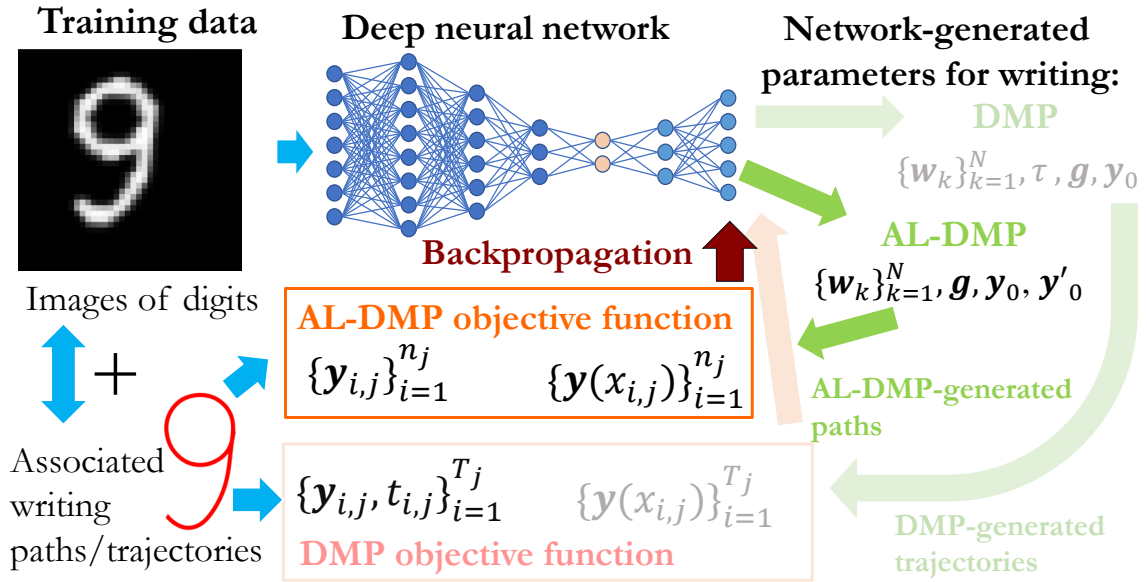 Training data
Deep neural network
Network-generated
parameters for writing:
DMP
{w_k}_{k=1}^N, τ, g, y_0
AL-DMP
{w_k}_{k=1}^N, g, y_0, y'_0
Backpropagation
Images of digits
+
AL-DMP objective function
{y_{i,j}}_{i=1}^{n_j} {y(x_{i,j})}_{i=1}^{n_j}
AL-DMP-generated
paths
Associated
writing
paths/trajectories
{y_{i,j}, t_{i,j}}_{i=1}^{T_j} {y(x_{i,j})}_{i=1}^{T_j}
DMP objective function
DMP-generated
trajectories
9
9